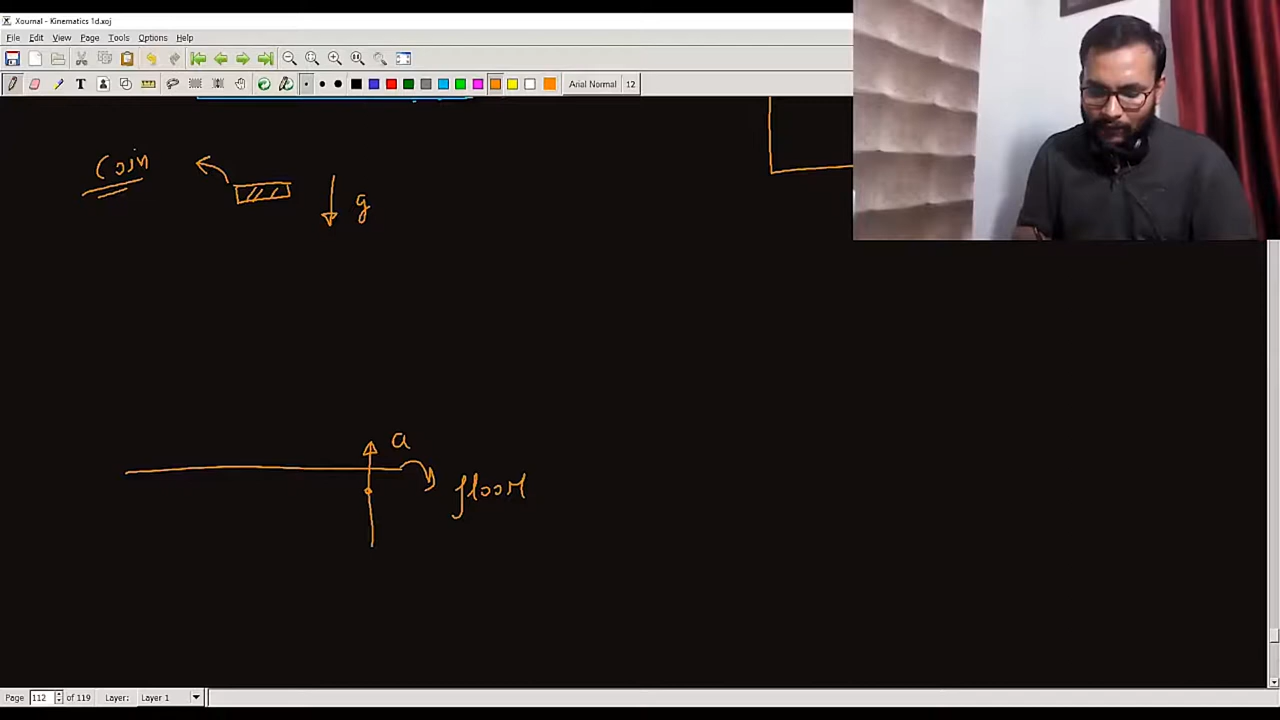 Xournal - Kinematics 1d.xoj
File Edit View Page Tools Options Help
T Arial Normal 12
Coin
g
a
floor
Page 112 of 119 Layer: Layer 1